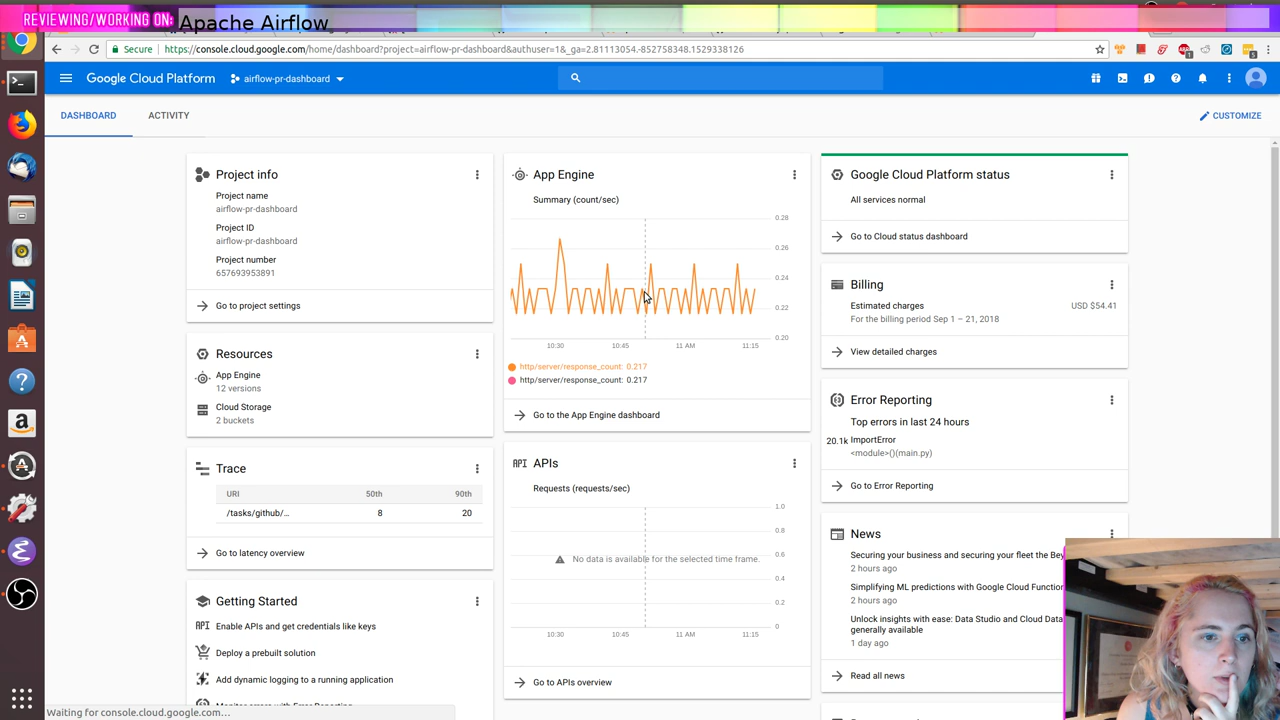 REVIEWING/WORKING ON:
Apache Airflow
Secure
https://console.cloud.google.com/home/dashboard?project=airflow-pr-dashboard&authuser=1&_ga=2.81113054.-852758348.1529338126
Google Cloud Platform
airflow-pr-dashboard
DASHBOARD
ACTIVITY
CUSTOMIZE
Project info
Project name
airflow-pr-dashboard
Project ID
airflow-pr-dashboard
Project number
657693953891
Go to project settings
Resources
App Engine
12 versions
Cloud Storage
2 buckets
Trace
URI 50th 90th
/tasks/github/… 8 20
Go to latency overview
Getting Started
Enable APIs and get credentials like keys
Deploy a prebuilt solution
Add dynamic logging to a running application
Monitor errors with Error Reporting
App Engine
Summary (count/sec)
0.28
0.26
0.24
0.22
0.20
10:30 10:45 11 AM 11:15
http/server/response_count: 0.217
http/server/response_count: 0.217
Go to the App Engine dashboard
API APIs
Requests (requests/sec)
1.0
0.8
No data is available for the selected time frame.
0.6
0.4
0.2
0
10:30 10:45 11 AM 11:15
Go to APIs overview
Google Cloud Platform status
All services normal
Go to Cloud status dashboard
Billing
Estimated charges USD $54.41
For the billing period Sep 1 – 21, 2018
View detailed charges
Error Reporting
Top errors in last 24 hours
20.1k ImportError
<module>()(main.py)
Go to Error Reporting
News
Securing your business and securing your fleet the Bey
2 hours ago
Simplifying ML predictions with Google Cloud Function
2 hours ago
Unlock insights with ease: Data Studio and Cloud Data
generally available
1 day ago
Read all news
Waiting for console.cloud.google.com...